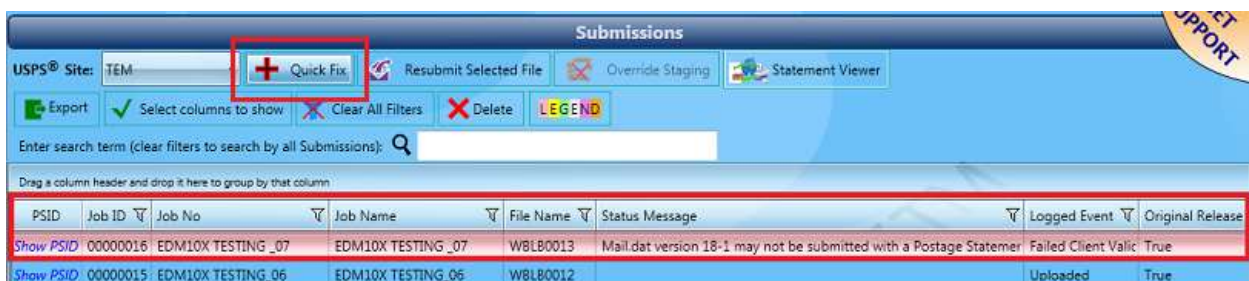 Submissions
GET SUPPORT
USPS® Site: TEM Quick Fix Resubmit Selected File Override Staging Statement Viewer
Export Select columns to show Clear All Filters Delete LEGEND
Enter search term (clear filters to search by all Submissions):
Drag a column header and drop it here to group by that column
PSID Job ID Job No Job Name File Name Status Message Logged Event Original Release
Show PSID 00000016 EDM10X TESTING _07 EDM10X TESTING _07 WBLB0013 Mail.dat version 18-1 may not be submitted with a Postage Statemer Failed Client Valic True
Show PSID 00000015 EDM10X TESTING_06 EDM10X TESTING_06 WBLB0012 Uploaded True